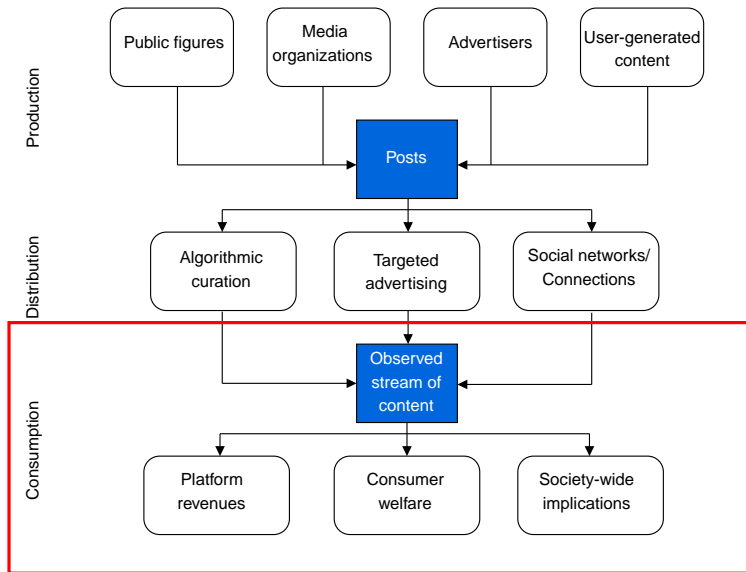 Public figures
Media
organizations
Advertisers
User-generated
content
Production
Posts
Algorithmic
curation
Targeted
advertising
Social networks/
Connections
Distribution
Observed
stream of
content
Consumption
Platform
revenues
Consumer
welfare
Society-wide
implications